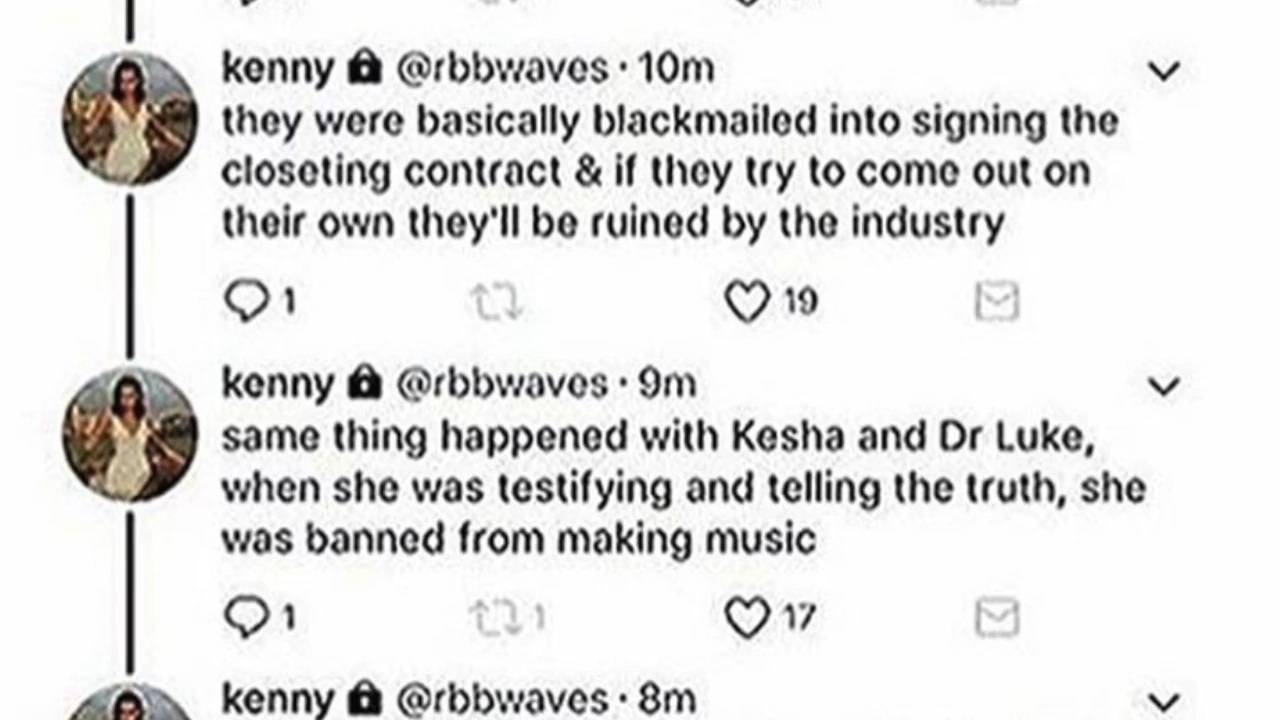 kenny @rbbwaves · 10m
they were basically blackmailed into signing the
closeting contract & if they try to come out on
their own they'll be ruined by the industry
1 19
kenny @rbbwaves · 9m
same thing happened with Kesha and Dr Luke,
when she was testifying and telling the truth, she
was banned from making music
1 1 17
kenny @rbbwaves · 8m